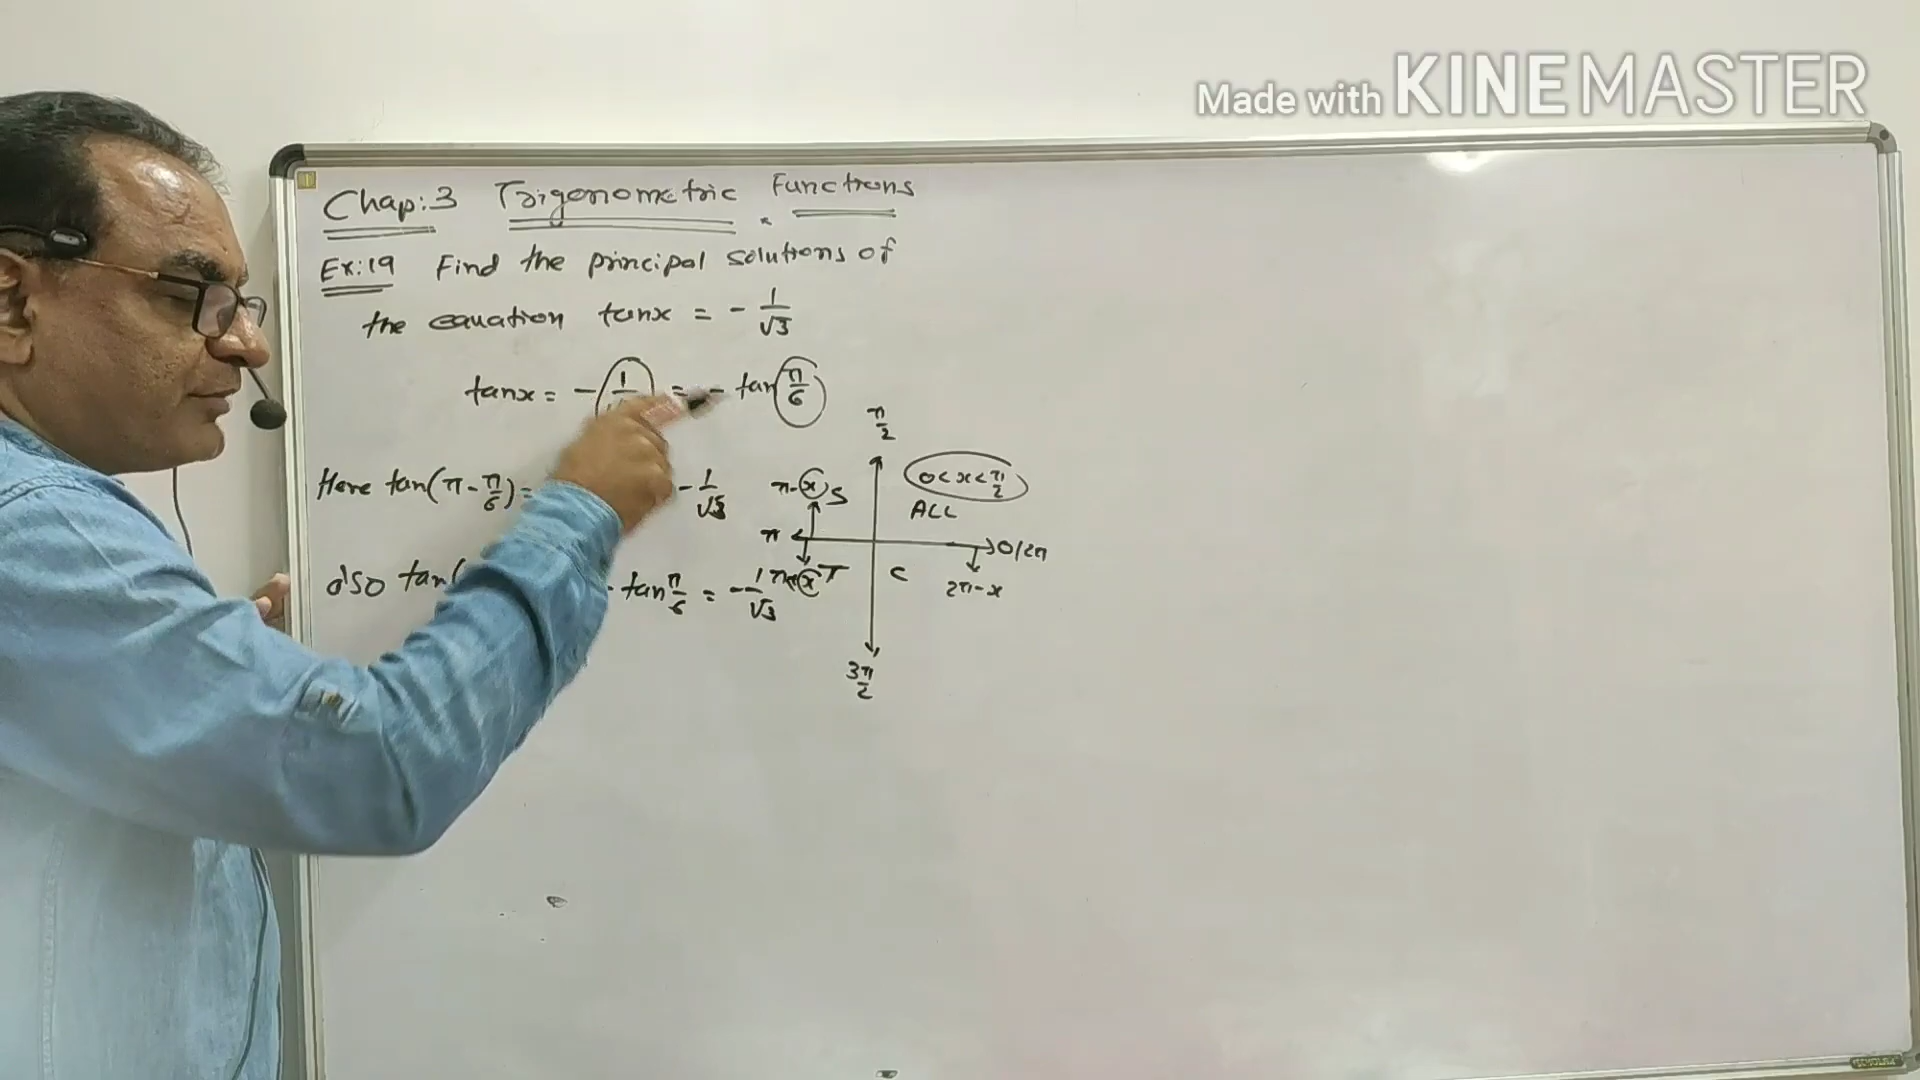 Made with KINEMASTER
Chap:3 Trigonometric Functions
Ex:19 Find the principal solutions of
the equation tanx = - 1/√3
tanx = - 1 = - tan π/6
Here tan(π - π/6) = - 1/√3
also tan( - tan π/6 = - 1/√3
π/2
0<x<π/2
π-x S
ALL
π
0/2π
π+x T
C
2π-x
3π/2